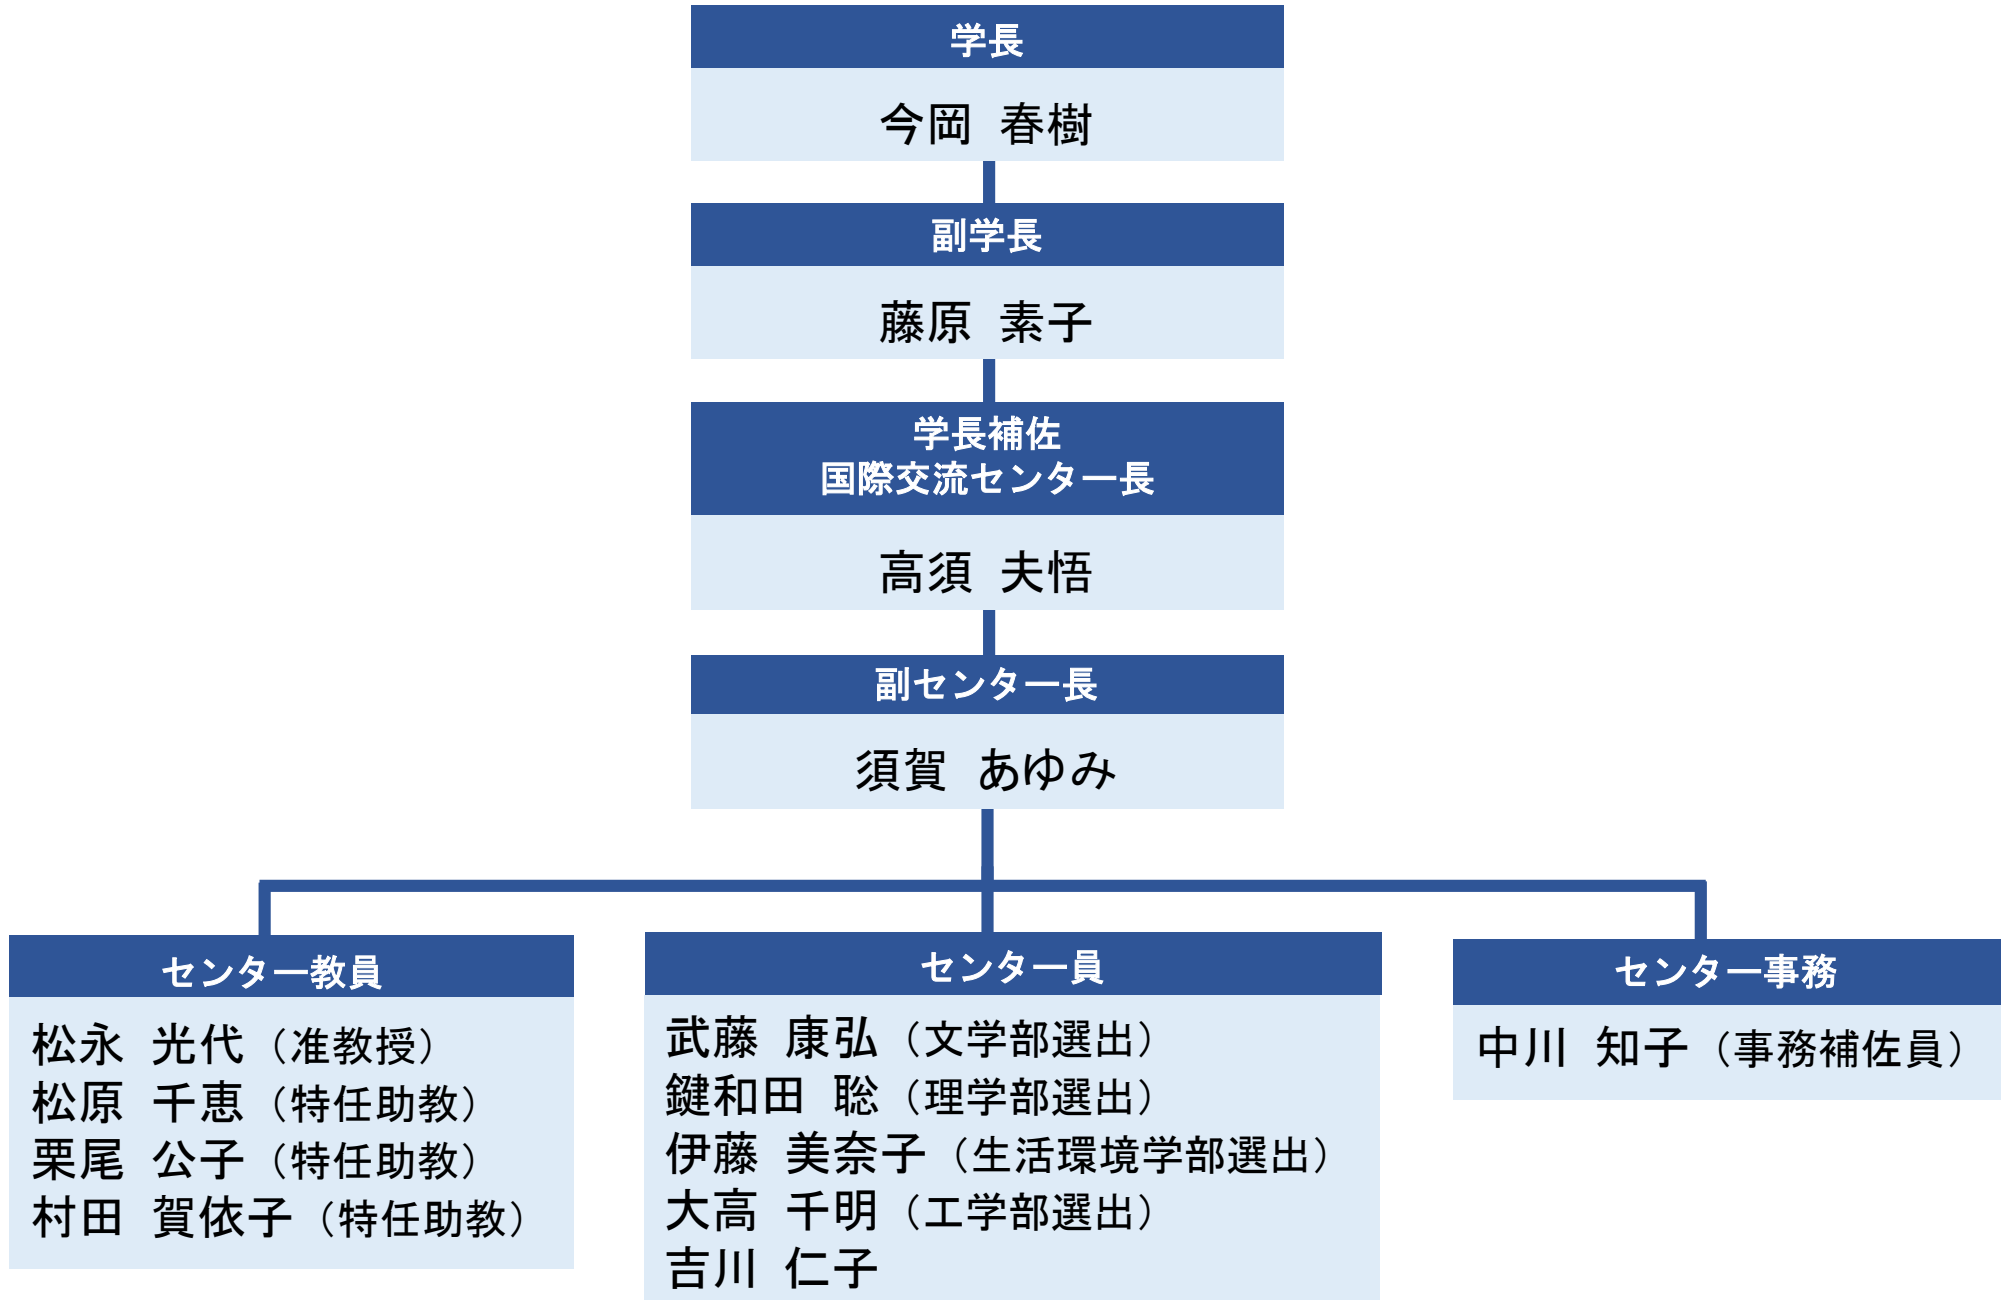 学長
今岡 春樹
副学長
藤原 素子
学長補佐
国際交流センター長
高須 夫悟
副センター長
須賀 あゆみ
センター教員
松永 光代（准教授）
松原 千恵（特任助教）
栗尾 公子（特任助教）
村田 賀依子（特任助教）
センター員
武藤 康弘（文学部選出）
鍵和田 聡（理学部選出）
伊藤 美奈子（生活環境学部選出）
大高 千明（工学部選出）
吉川 仁子
センター事務
中川 知子（事務補佐員）